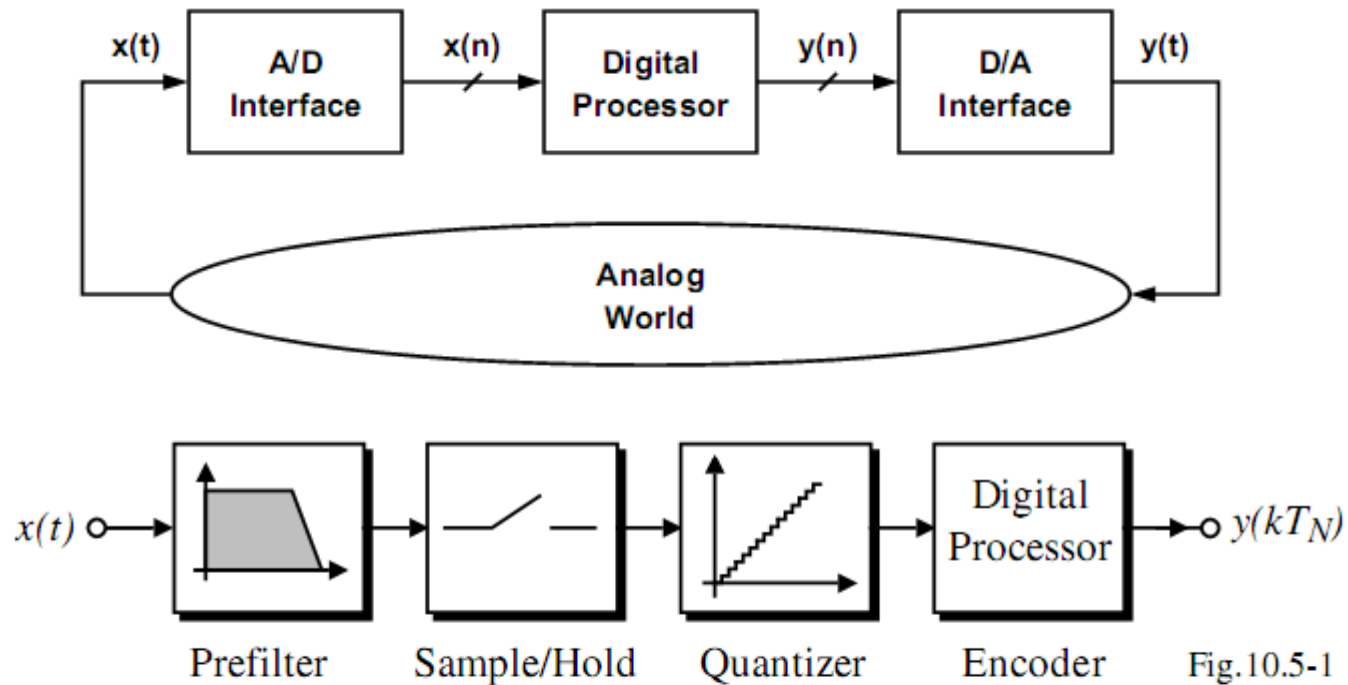 x(t)
A/D
Interface
x(n)
Digital
Processor
y(n)
D/A
Interface
y(t)
Analog
World
x(t)
Digital
Processor
y(kT_N)
Prefilter
Sample/Hold
Quantizer
Encoder
Fig.10.5-1